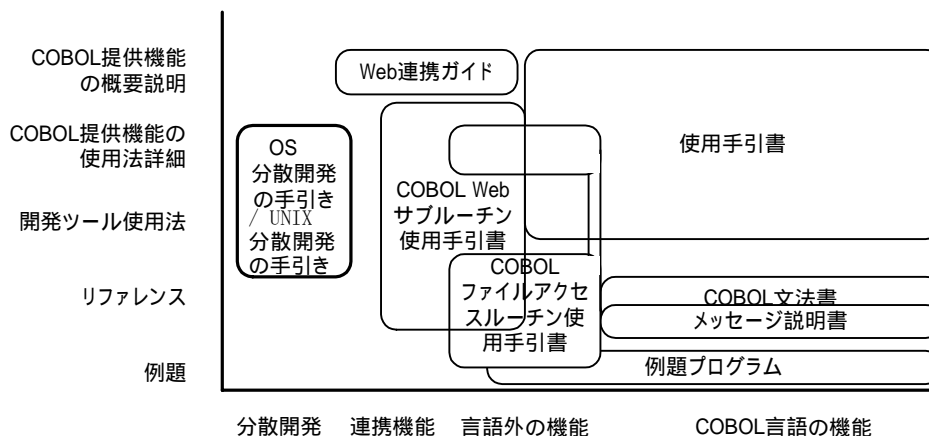 COBOL提供機能
の概要説明
COBOL提供機能の
使用法詳細
開発ツール使用法
リファレンス
例題
Web連携ガイド
使用手引書
OS
分散開発
の手引き
/ UNIX
分散開発
の手引き
COBOL Web
サブルーチン
使用手引書
COBOL
ファイルアクセ
スルーチン使
用手引書
COBOL文法書
メッセージ説明書
例題プログラム
分散開発 連携機能 言語外の機能 COBOL言語の機能